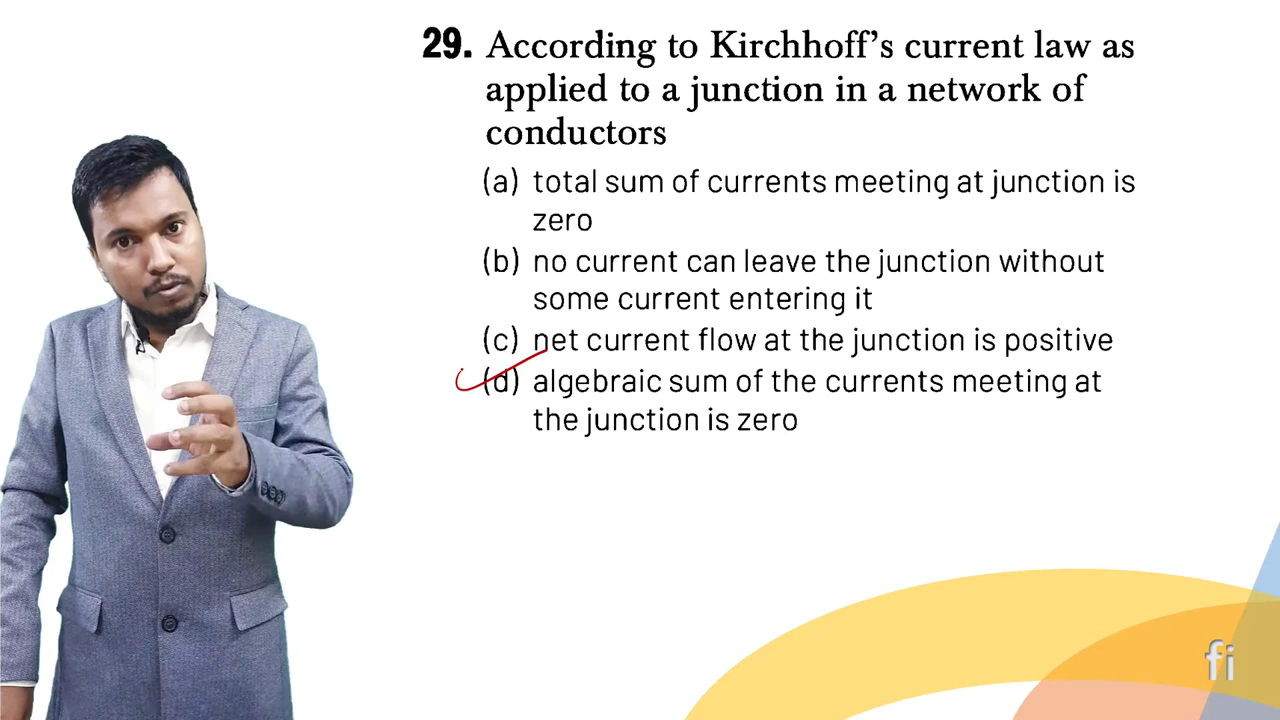 29. According to Kirchhoff's current law as
applied to a junction in a network of
conductors
(a) total sum of currents meeting at junction is
zero
(b) no current can leave the junction without
some current entering it
(c) net current flow at the junction is positive
(d) algebraic sum of the currents meeting at
the junction is zero
fi